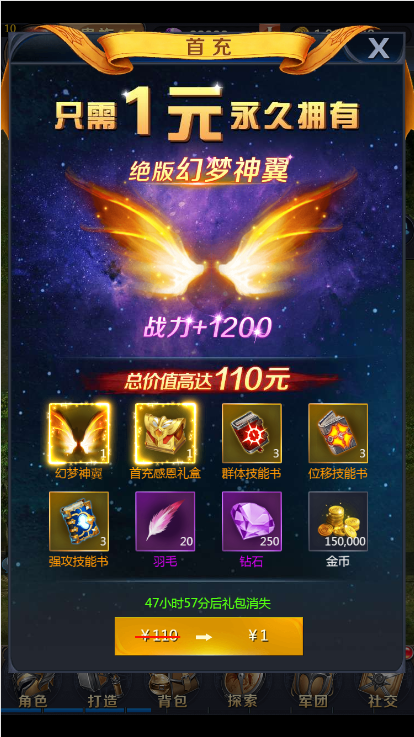 10
首充
X
只需1元永久拥有
绝版幻梦神翼
战力+1200
总价值高达110元
1 1 3 3
幻梦神翼 首充感恩礼盒 群体技能书 位移技能书
3 20 250 150,000
强攻技能书 羽毛 钻石 金币
47小时57分后礼包消失
¥110 ➡ ¥1
角色 打造 背包 探索 军团 社交